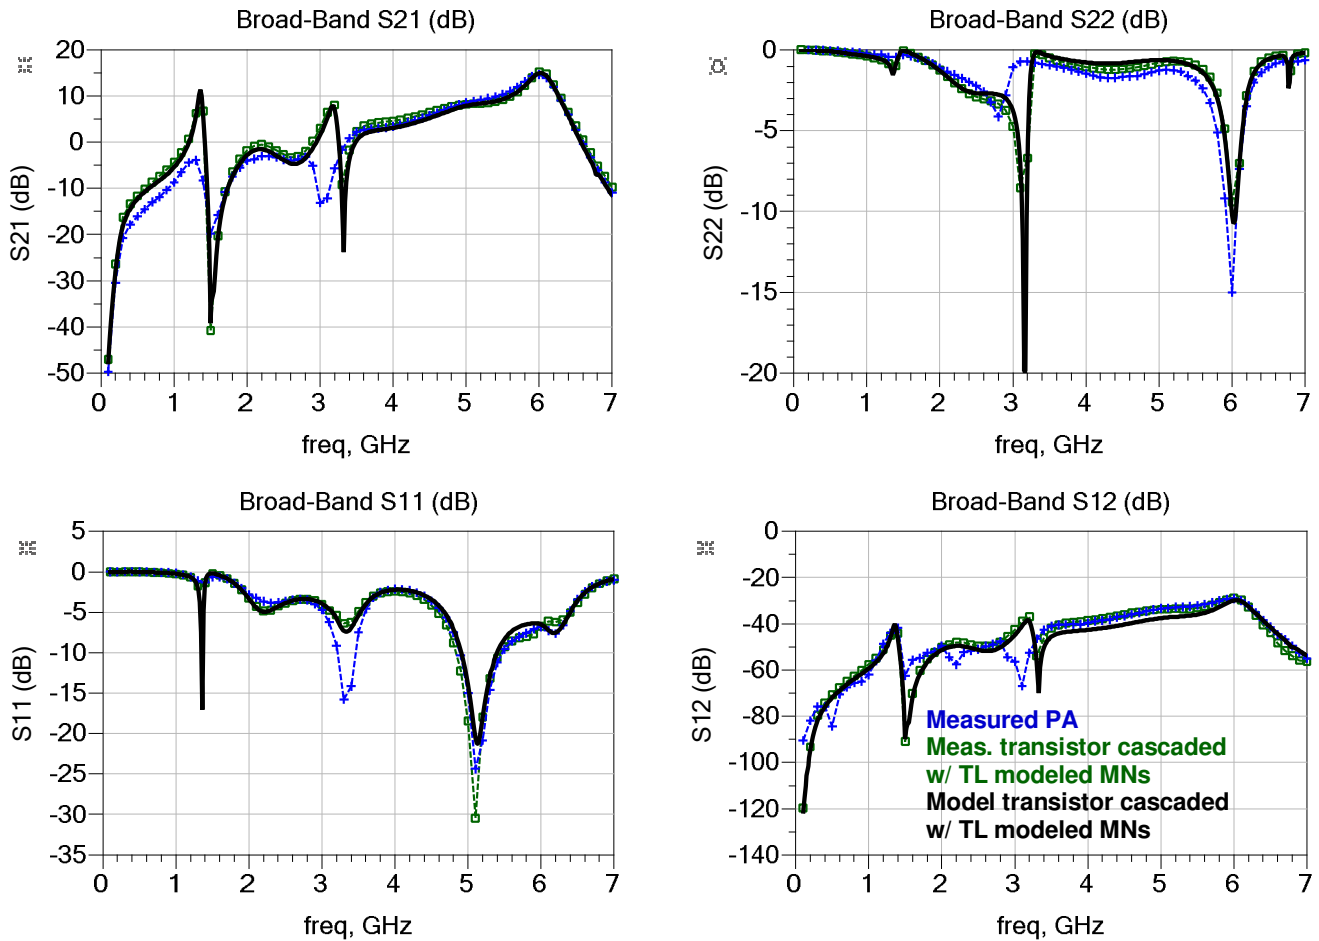 Broad-Band S21 (dB)
S21 (dB)
20
10
0
-10
-20
-30
-40
-50
0 1 2 3 4 5 6 7
freq, GHz
Broad-Band S22 (dB)
S22 (dB)
0
-5
-10
-15
-20
0 1 2 3 4 5 6 7
freq, GHz
Broad-Band S11 (dB)
S11 (dB)
5
0
-5
-10
-15
-20
-25
-30
-35
0 1 2 3 4 5 6 7
freq, GHz
Broad-Band S12 (dB)
S12 (dB)
0
-20
-40
-60
-80
-100
-120
-140
Measured PA
Meas. transistor cascaded
w/ TL modeled MNs
Model transistor cascaded
w/ TL modeled MNs
0 1 2 3 4 5 6 7
freq, GHz